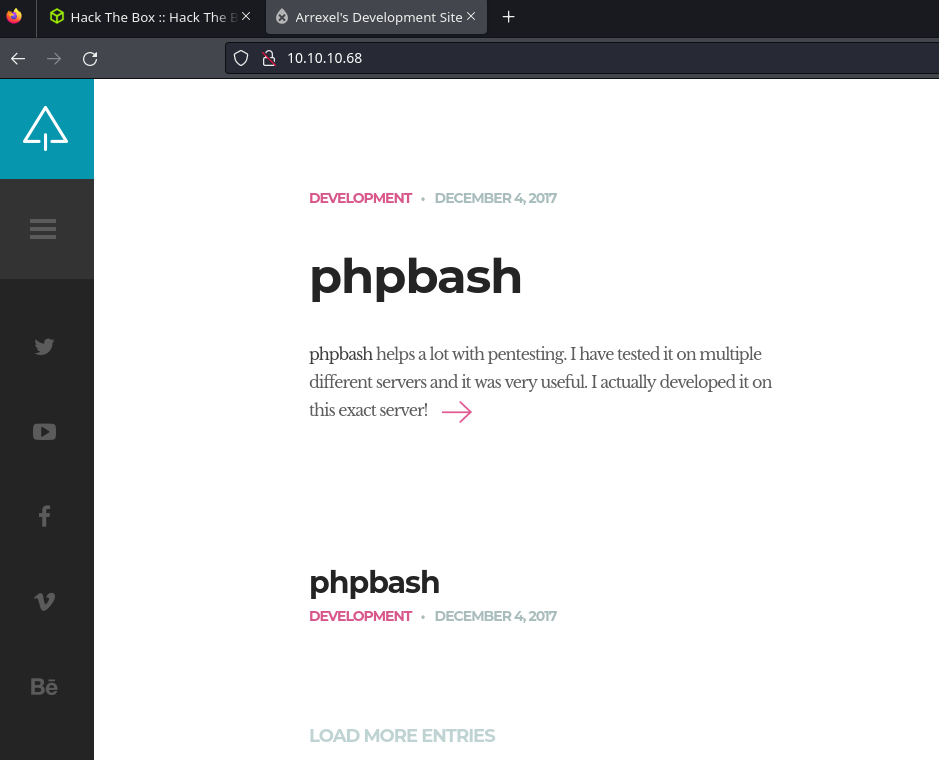 Hack The Box :: Hack The B
Arrexel's Development Site
10.10.10.68
DEVELOPMENT • DECEMBER 4, 2017
phpbash
phpbash helps a lot with pentesting. I have tested it on multiple
different servers and it was very useful. I actually developed it on
this exact server!
phpbash
DEVELOPMENT • DECEMBER 4, 2017
Bē
LOAD MORE ENTRIES